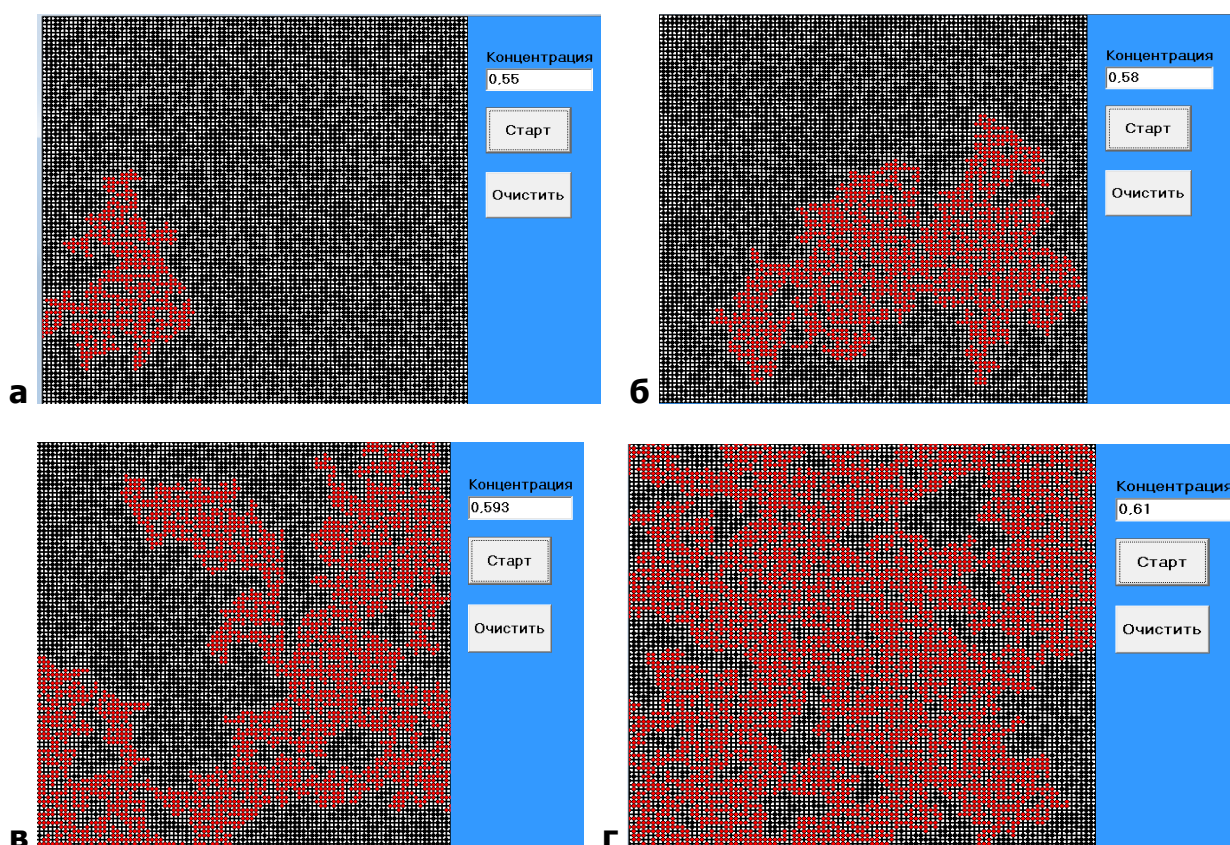 Концентрация
0,55
Старт
Очистить
а
Концентрация
0,58
Старт
Очистить
б
Концентрация
0,593
Старт
Очистить
в
Концентрация
0,61
Старт
Очистить
г